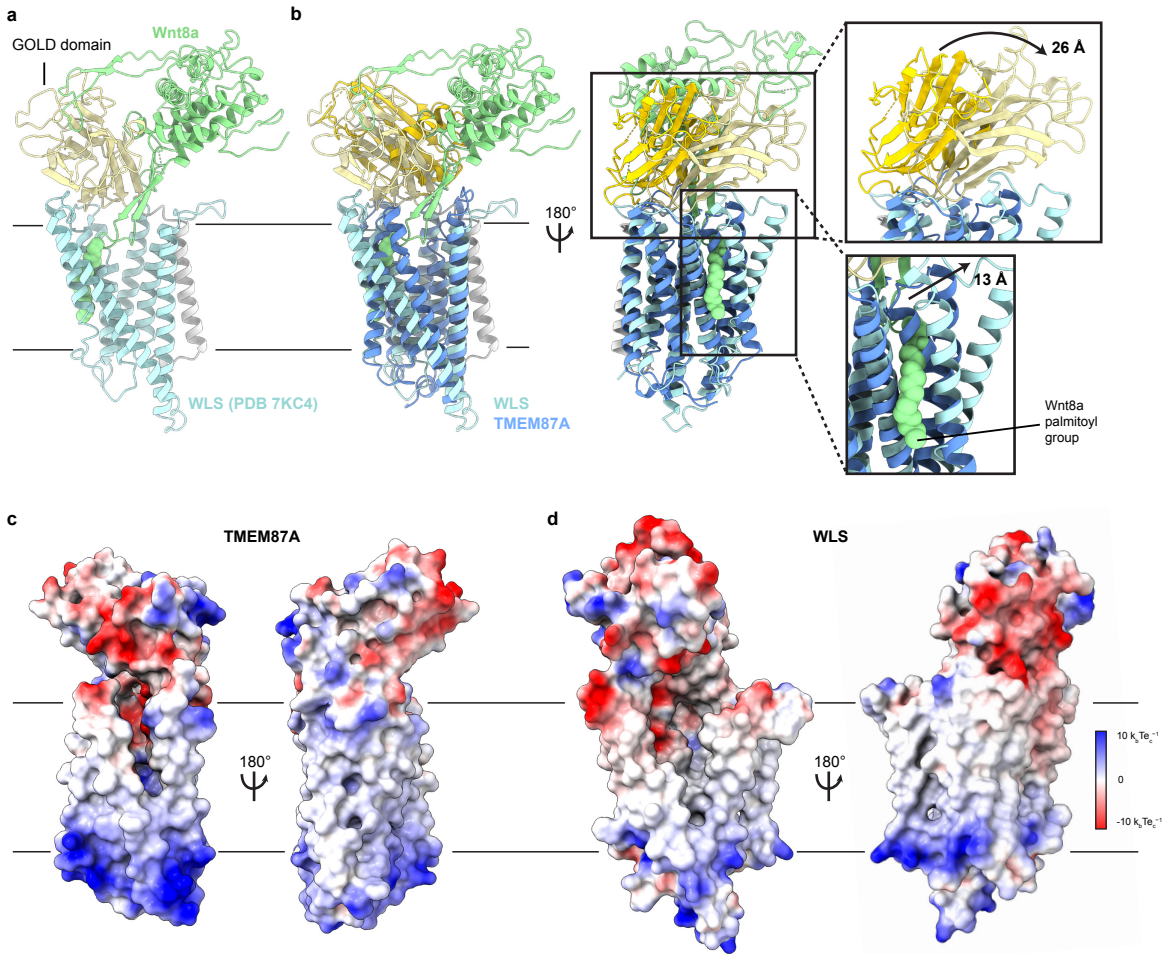 a
b
Wnt8a
GOLD domain
26 Å
180°
13 Å
WLS (PDB 7KC4)
WLS
TMEM87A
Wnt8a
palmitoyl
group
c
TMEM87A
d
WLS
180°
180°
10 kbTec⁻¹
0
-10 kbTec⁻¹